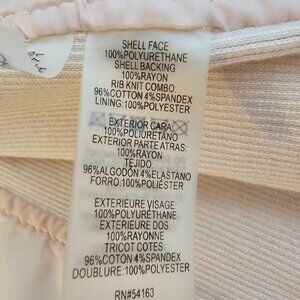 SHELL FACE
100%POLYURETHANE
SHELL BACKING
100%RAYON
RIB KNIT COMBO:
96%COTTON 4%SPANDEX
LINING:100%POLYESTER
EXTERIOR CARA
100%POLIURETANO
EXTERIOR PARTE ATRAS:
100%RAYON
TEJIDO:
96%ALGODÓN 4%ELASTANO
FORRO:100%POLIÉSTER
EXTERIEURE VISAGE:
100%POLYURÉTHANE
EXTERIEURE DOS:
100%RAYONNE
TRICOT COTES:
96%COTON 4%SPANDEX
DOUBLURE:100%POLYESTER
RN#54163